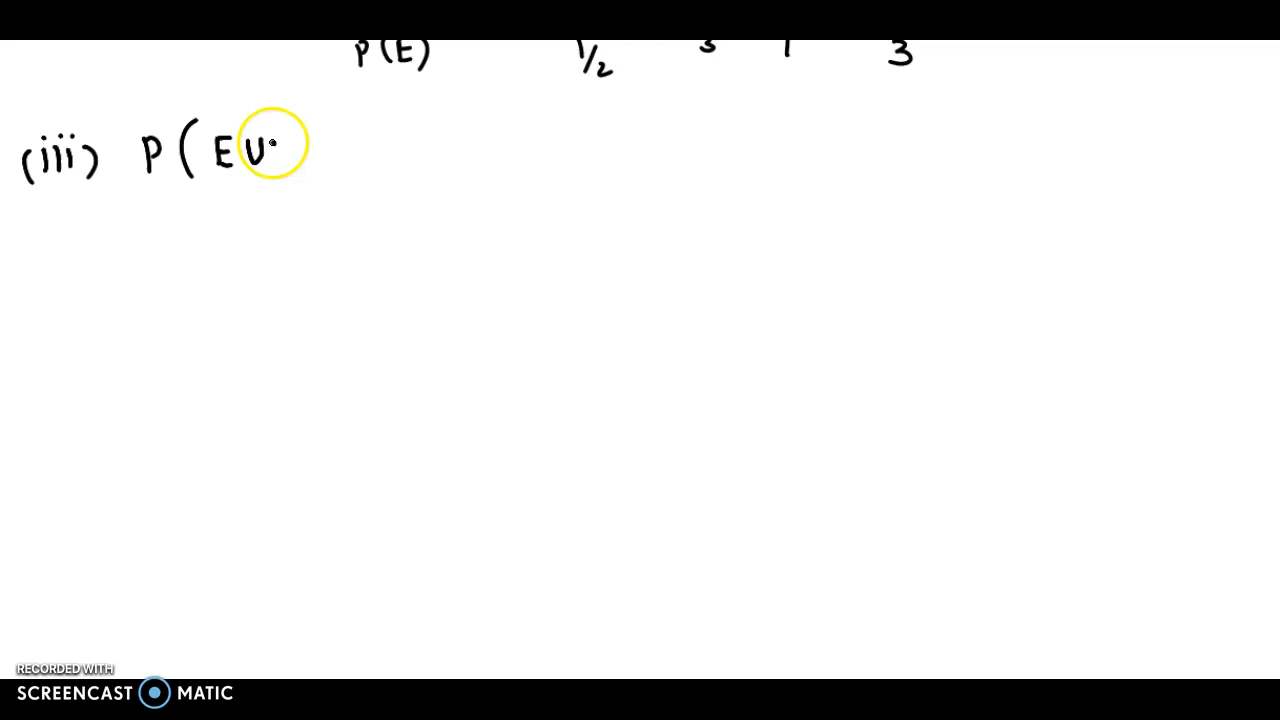 P(E) 1/2 3 1 3
(iii) P ( E U
RECORDED WITH
SCREENCAST MATIC